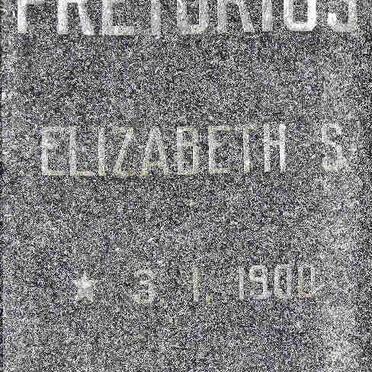 PRETORIUS
ELIZABETH S.
★ 3. 1. 1900